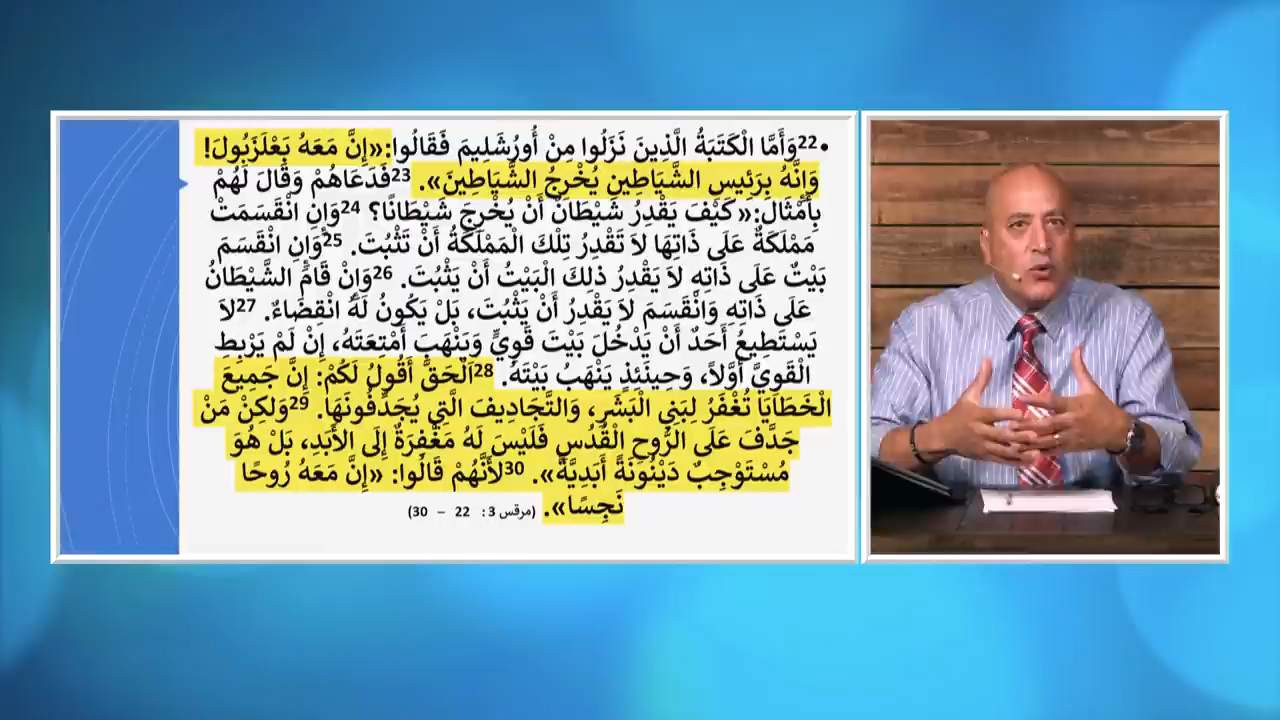 •22وَأَمَّا الْكَتَبَةُ الَّذِينَ نَزَلُوا مِنْ أُورُشَلِيمَ فَقَالُوا:«إِنَّ مَعَهُ بَعْلَزَبُولَ!
وَإِنَّهُ بِرَئِيسِ الشَّيَاطِينِ يُخْرِجُ الشَّيَاطِينَ». 23فَدَعَاهُمْ وَقَالَ لَهُمْ
بِأَمْثَال:«كَيْفَ يَقْدِرُ شَيْطَانٌ أَنْ يُخْرِجَ شَيْطَانًا؟ 24وَإِنِ انْقَسَمَتْ
مَمْلَكَةٌ عَلَى ذَاتِهَا لاَ تَقْدِرُ تِلْكَ الْمَمْلَكَةُ أَنْ تَثْبُتَ. 25وَإِنِ انْقَسَمَ
بَيْتٌ عَلَى ذَاتِهِ لاَ يَقْدِرُ ذلِكَ الْبَيْتُ أَنْ يَثْبُتَ. 26وَإِنْ قَامَ الشَّيْطَانُ
عَلَى ذَاتِهِ وَانْقَسَمَ لاَ يَقْدِرُ أَنْ يَثْبُتَ، بَلْ يَكُونُ لَهُ انْقِضَاءٌ. 27لاَ
يَسْتَطِيعُ أَحَدٌ أَنْ يَدْخُلَ بَيْتَ قَوِيٍّ وَيَنْهَبَ أَمْتِعَتَهُ، إِنْ لَمْ يَرْبِطِ
الْقَوِيَّ أَوَّلاً، وَحِينَئِذٍ يَنْهَبُ بَيْتَهُ. 28اَلْحَقَّ أَقُولُ لَكُمْ: إِنَّ جَمِيعَ
الْخَطَايَا تُغْفَرُ لِبَنِي الْبَشَرِ، وَالتَّجَادِيفَ الَّتِي يُجَدِّفُونَهَا. 29وَلكِنْ مَنْ
جَدَّفَ عَلَى الرُّوحِ الْقُدُسِ فَلَيْسَ لَهُ مَغْفِرَةٌ إِلَى الأَبَدِ، بَلْ هُوَ
مُسْتَوْجِبٌ دَيْنُونَةً أَبَدِيَّةً». 30لأَنَّهُمْ قَالُوا: «إِنَّ مَعَهُ رُوحًا
نَجِسًا». (مرقس 3: 22 – 30)